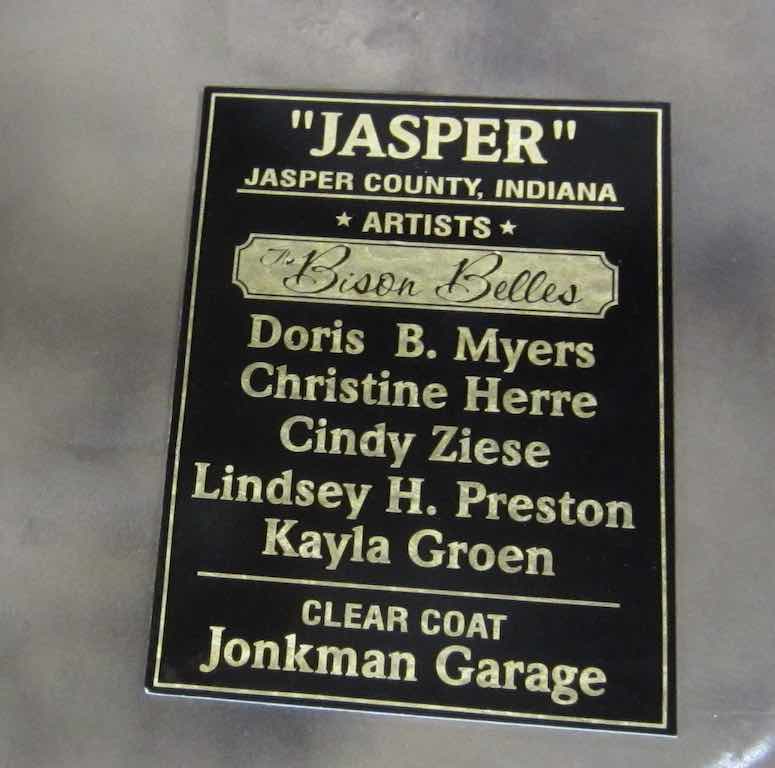 "JASPER"
JASPER COUNTY, INDIANA
★ ARTISTS ★
The Bison Belles
Doris B. Myers
Christine Herre
Cindy Ziese
Lindsey H. Preston
Kayla Groen
CLEAR COAT
Jonkman Garage